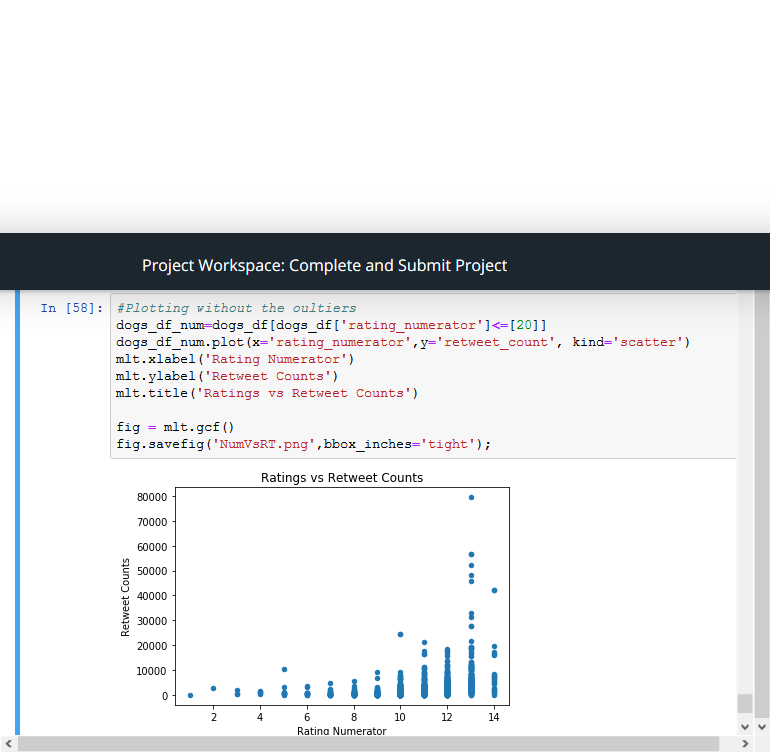 Project Workspace: Complete and Submit Project
In [58]:
#Plotting without the oultiers
dogs_df_num=dogs_df[dogs_df['rating_numerator']<=[20]]
dogs_df_num.plot(x='rating_numerator',y='retweet_count', kind='scatter')
mlt.xlabel('Rating Numerator')
mlt.ylabel('Retweet Counts')
mlt.title('Ratings vs Retweet Counts')
fig = mlt.gcf()
fig.savefig('NumVsRT.png',bbox_inches='tight');
Ratings vs Retweet Counts
80000
70000
60000
50000
40000
30000
20000
10000
0
Retweet Counts
2 4 6 8 10 12 14
Rating Numerator